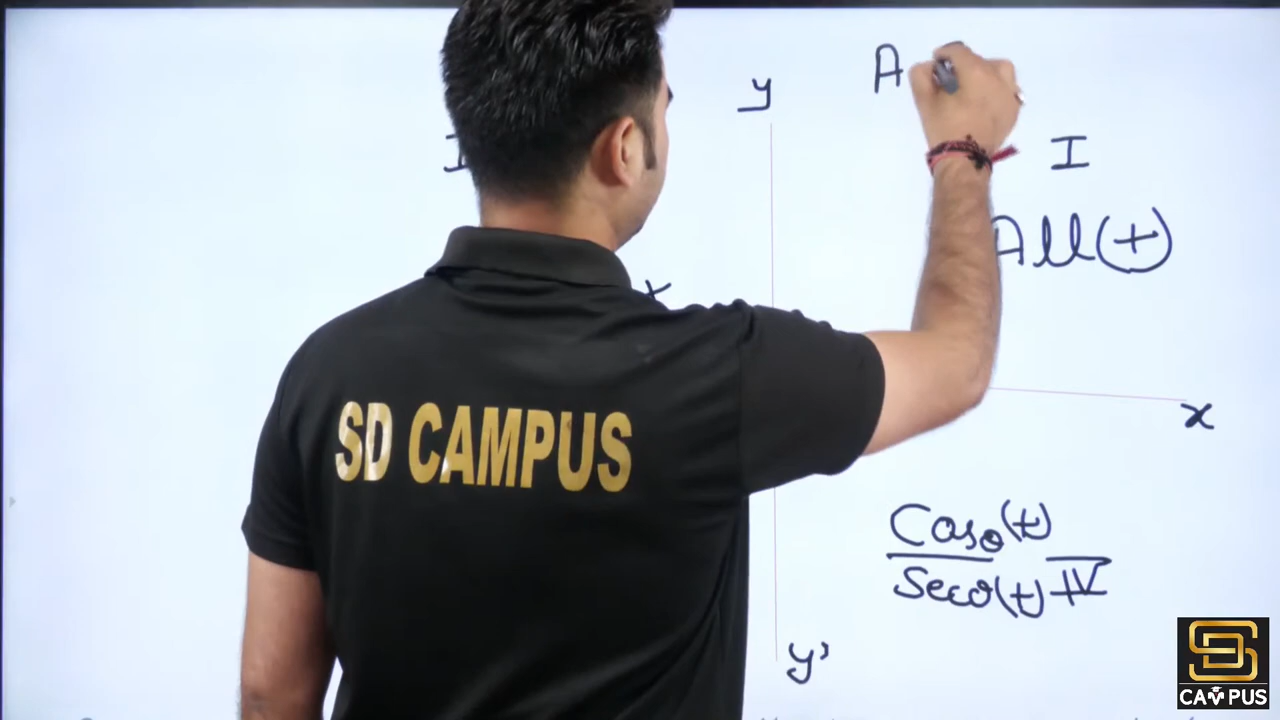 A
y
I
All(+)
x
SD CAMPUS
x
Cosθ(+)
Secθ(+) IV
y'
CAMPUS